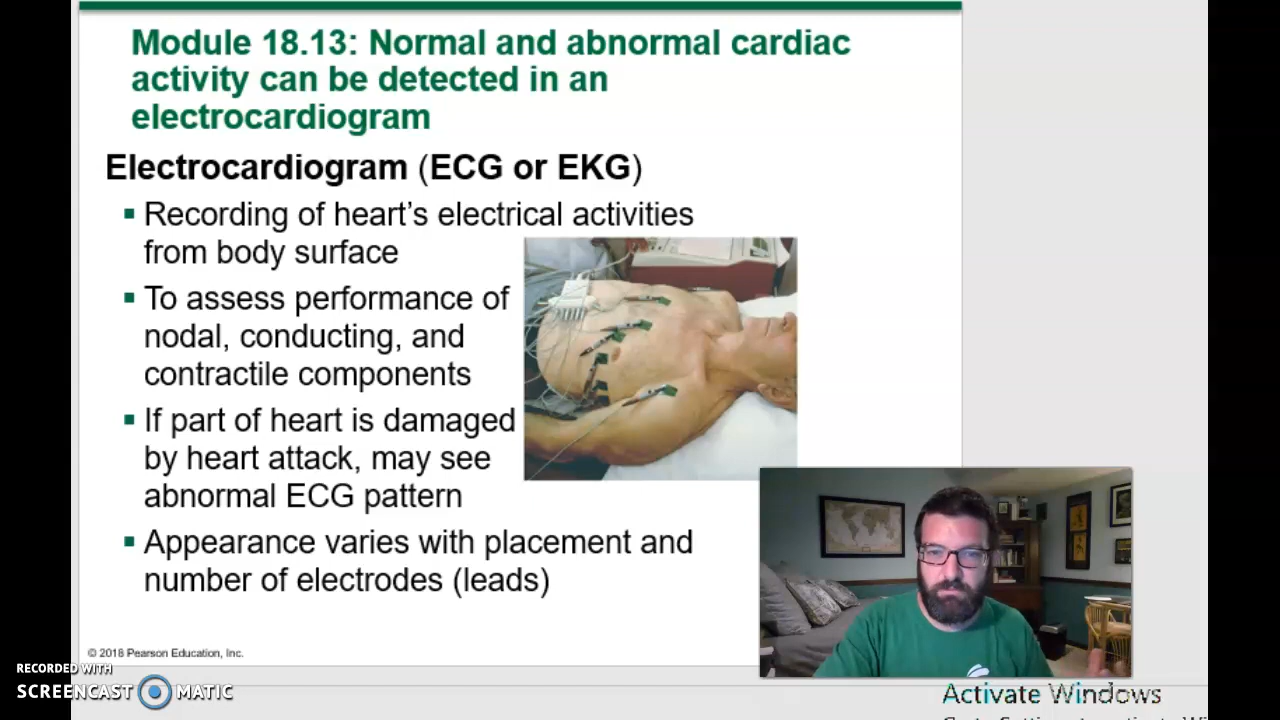 Module 18.13: Normal and abnormal cardiac
activity can be detected in an
electrocardiogram
Electrocardiogram (ECG or EKG)
Recording of heart’s electrical activities
from body surface
To assess performance of
nodal, conducting, and
contractile components
If part of heart is damaged
by heart attack, may see
abnormal ECG pattern
Appearance varies with placement and
number of electrodes (leads)
© 2018 Pearson Education, Inc.
RECORDED WITH
SCREENCAST MATIC
Activate Windows